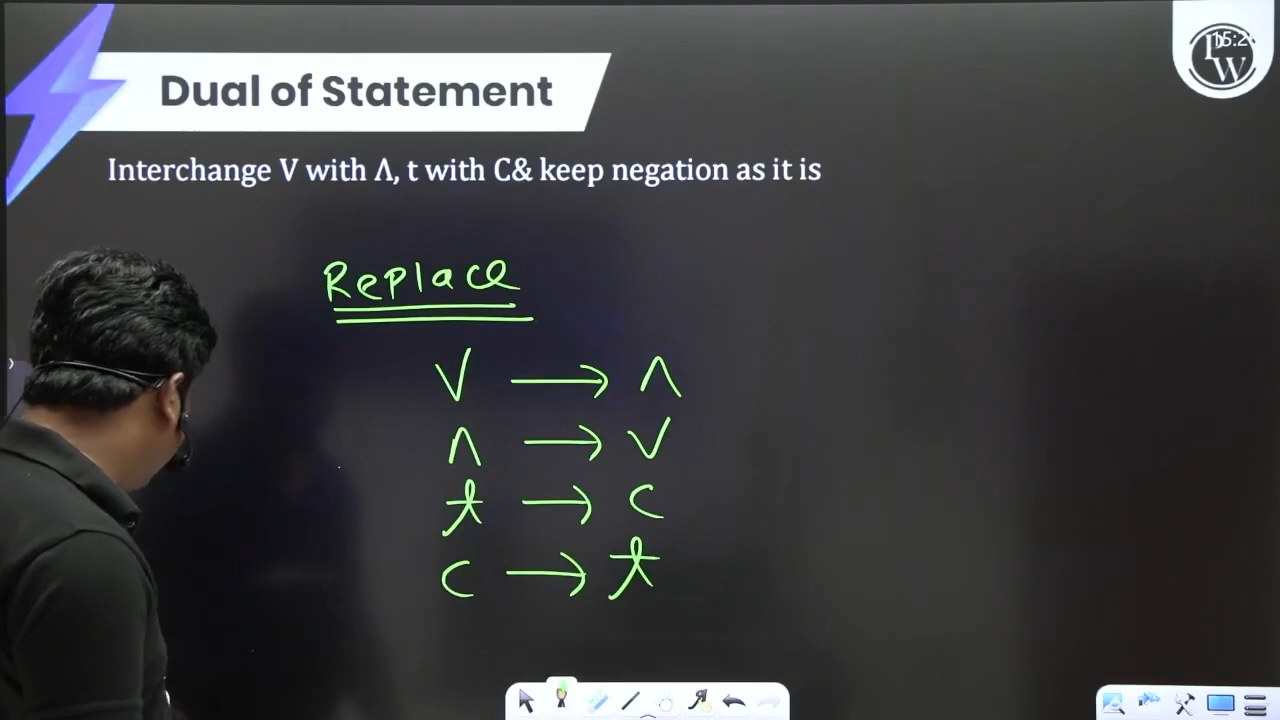 Dual of Statement
Interchange V with Λ, t with C& keep negation as it is
Replace
V → Λ
Λ → V
t → C
C → t